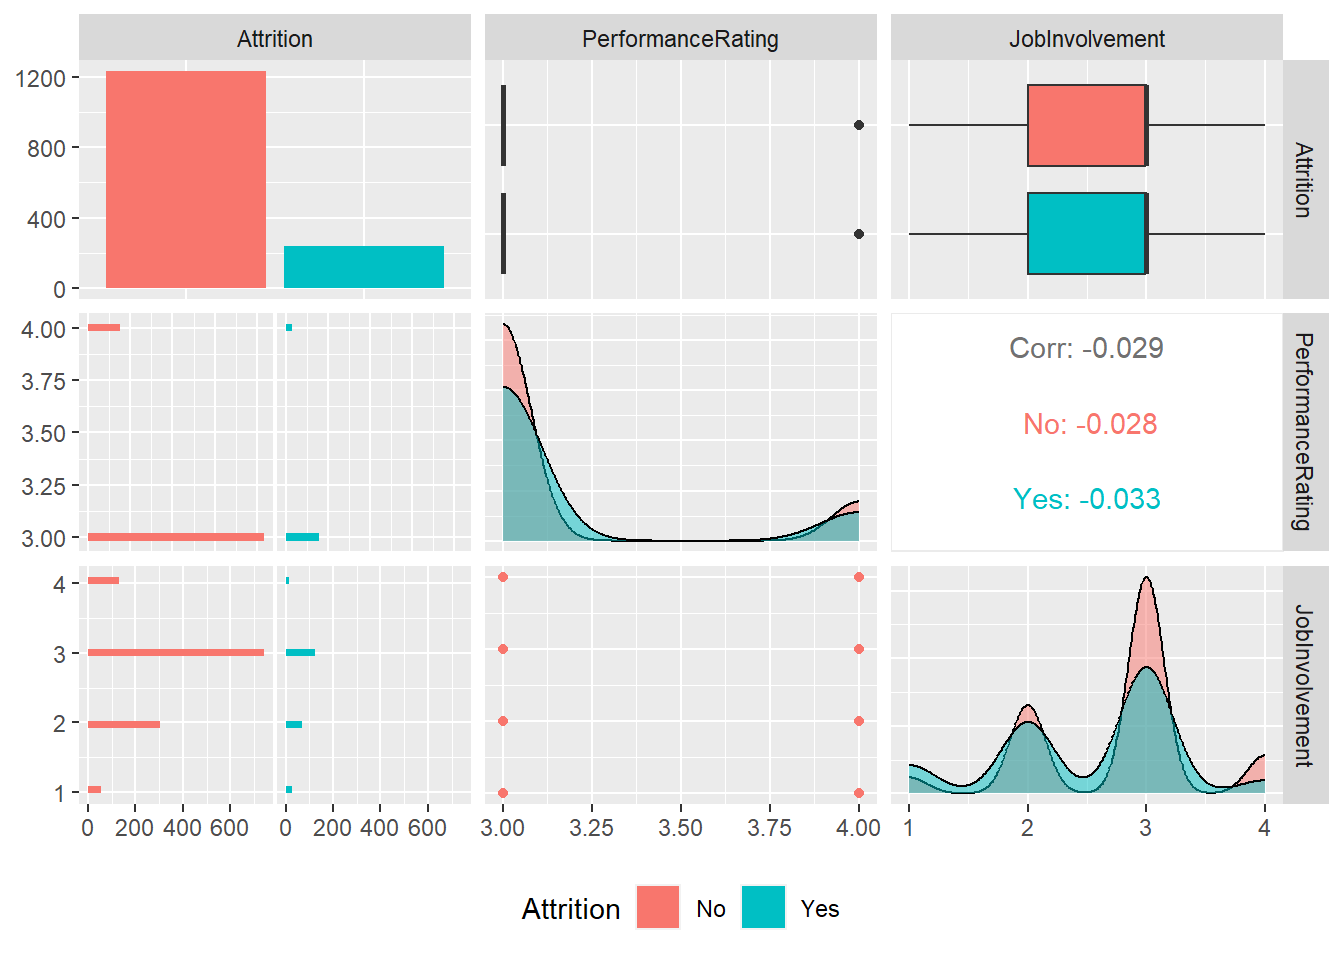 Attrition PerformanceRating JobInvolvement
1200
800
400
0
Attrition
4.00
3.75
3.50
3.25
3.00
Corr: -0.029
No: -0.028
Yes: -0.033
PerformanceRating
4
3
2
1
JobInvolvement
0 200 400 600 0 200 400 600 3.00 3.25 3.50 3.75 4.00 1 2 3 4
Attrition No Yes